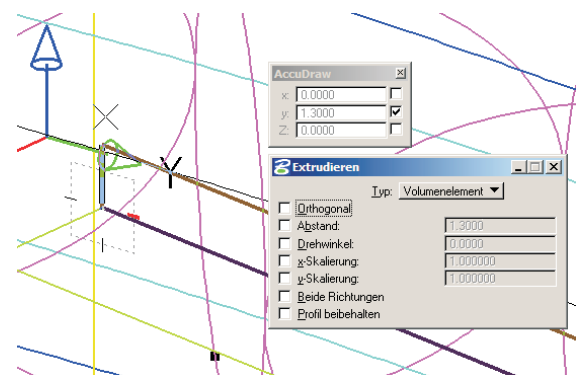 AccuDraw
x: 0.0000
y: 1.3000
Z: 0.0000
Y
Extrudieren
Typ: Volumenelement
Orthogonal
Abstand: 1.3000
Drehwinkel: 0.0000
x-Skalierung: 1.000000
y-Skalierung: 1.000000
Beide Richtungen
Profil beibehalten